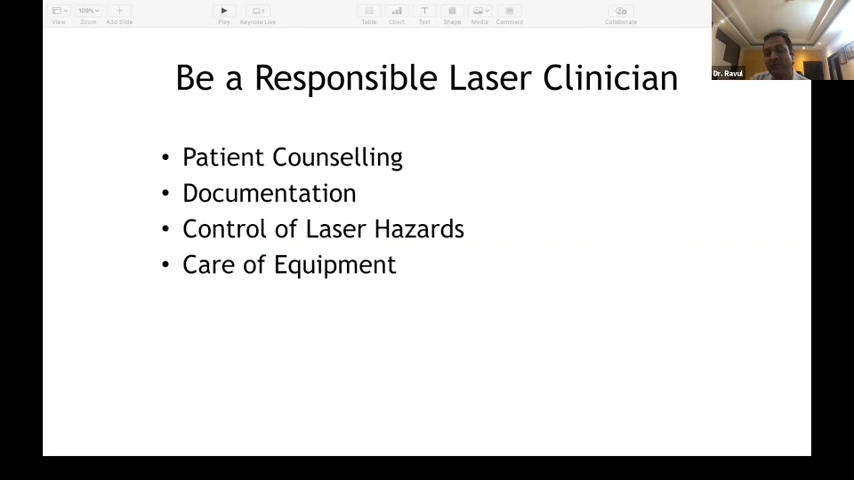 View
109%
Zoom
Add Slide
Play
Keynote Live
Table
Chart
Text
Shape
Media
Comment
Collaborate
Dr. Ravul
Be a Responsible Laser Clinician
• Patient Counselling
• Documentation
• Control of Laser Hazards
• Care of Equipment